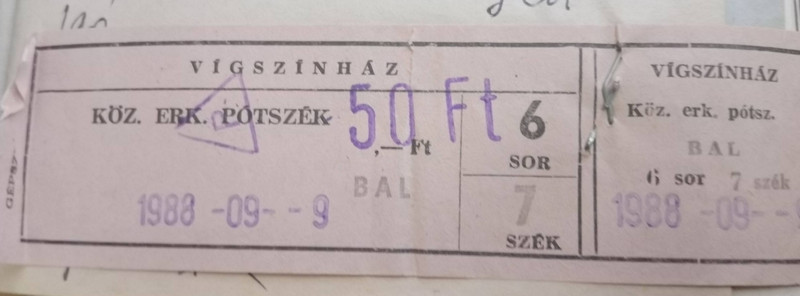 VÍGSZÍNHÁZ
KÖZ. ERK. PÓTSZÉK
50 Ft
,— Ft
BAL
6
SOR
7
SZÉK
1988 -09- -9
VÍGSZÍNHÁZ
Köz. erk. pótsz.
BAL
6 sor 7 szék
1988 -09- -9